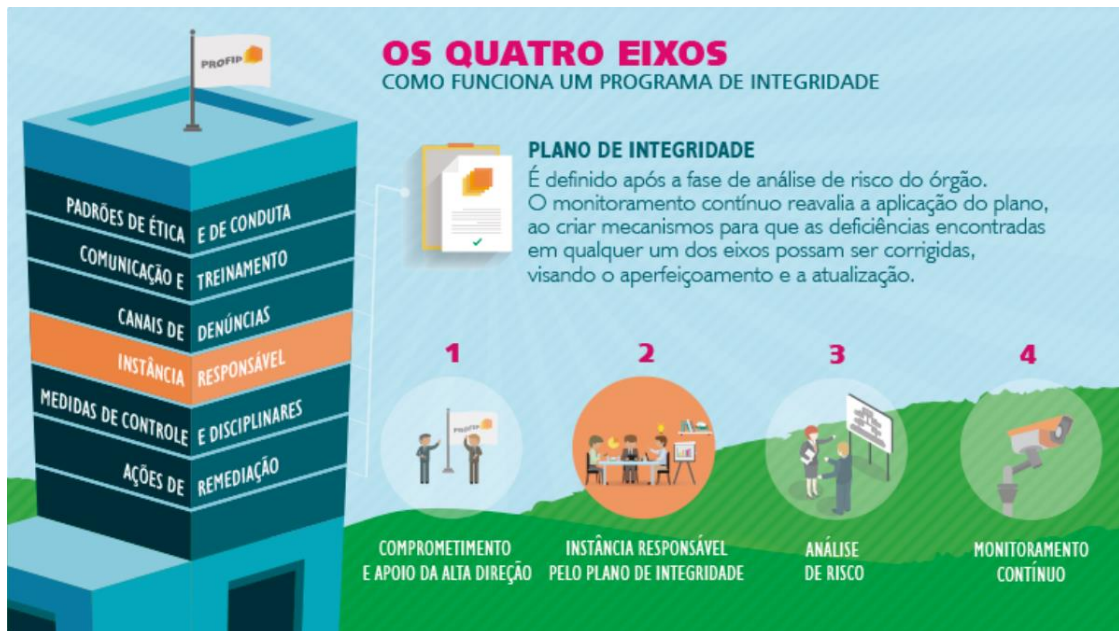 PROFIP
OS QUATRO EIXOS
COMO FUNCIONA UM PROGRAMA DE INTEGRIDADE
PLANO DE INTEGRIDADE
É definido após a fase de análise de risco do órgão.
O monitoramento contínuo reavalia a aplicação do plano,
ao criar mecanismos para que as deficiências encontradas
em qualquer um dos eixos possam ser corrigidas,
visando o aperfeiçoamento e a atualização.
PADRÕES DE ÉTICA E DE CONDUTA
COMUNICAÇÃO E TREINAMENTO
CANAIS DE DENÚNCIAS
INSTÂNCIA RESPONSÁVEL
MEDIDAS DE CONTROLE E DISCIPLINARES
AÇÕES DE REMEDIAÇÃO
1
PROFIP
COMPROMETIMENTO
E APOIO DA ALTA DIREÇÃO
2
INSTÂNCIA RESPONSÁVEL
PELO PLANO DE INTEGRIDADE
3
ANÁLISE
DE RISCO
4
MONITORAMENTO
CONTÍNUO